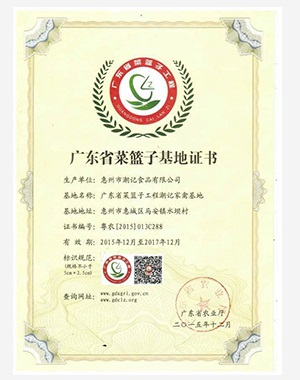 广东省菜篮子工程
GUANGDONG CAI LAN ZI
广东省菜篮子基地证书
生产单位：惠州市潮记食品有限公司
基地名称：广东省菜篮子工程潮记家禽基地
基地地址：惠州市惠城区马安镇水坝村
证书编号：粤农[2015]013C288
有 效 期：2015年12月至2017年12月
标识规范：
(规格不小于
5cm×2.5cm)
查询网址：www.gdagri.gov.cn
www.gdclz.org
广东省农业厅
二〇一五年十二月